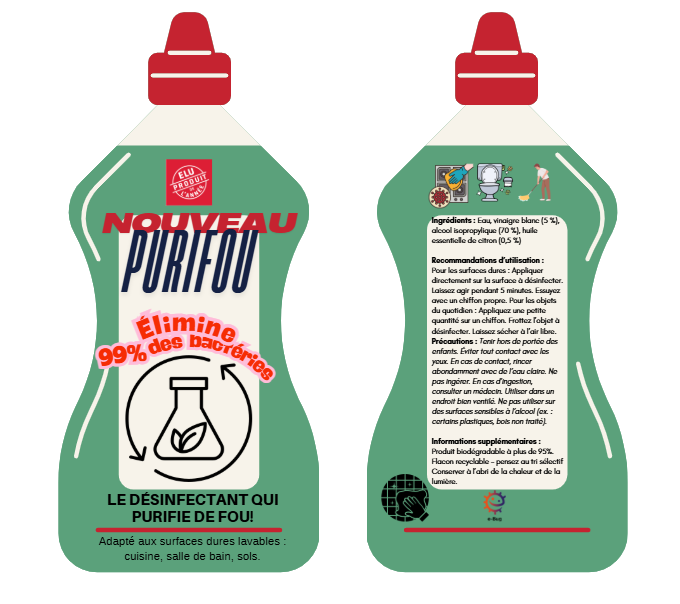 ELU
PRODUIT
DE
L'ANNÉE
NOUVEAU
PURIFOU
Élimine
99% des bactéries
LE DÉSINFECTANT QUI
PURIFIE DE FOU!
Adapté aux surfaces dures lavables :
cuisine, salle de bain, sols.
Ingrédients : Eau, vinaigre blanc (5 %),
alcool isopropylique (70 %), huile
essentielle de citron (0,5 %)
Recommandations d'utilisation :
Pour les surfaces dures : Appliquer
directement sur la surface à désinfecter.
Laissez agir pendant 5 minutes. Essuyez
avec un chiffon propre. Pour les objets
du quotidien : Appliquez une petite
quantité sur un chiffon. Frottez l'objet à
désinfecter. Laissez sécher à l'air libre.
Précautions : Tenir hors de portée des
enfants. Éviter tout contact avec les
yeux. En cas de contact, rincer
abondamment avec de l'eau claire. Ne
pas ingérer. En cas d'ingestion,
consulter un médecin. Utiliser dans un
endroit bien ventilé. Ne pas utiliser sur
des surfaces sensibles à l'alcool (ex. :
certains plastiques, bois non traité).
Informations supplémentaires :
Produit biodégradable à plus de 95%.
Flacon recyclable – pensez au tri sélectif
Conserver à l'abri de la chaleur et de la
lumière.
e-Bug